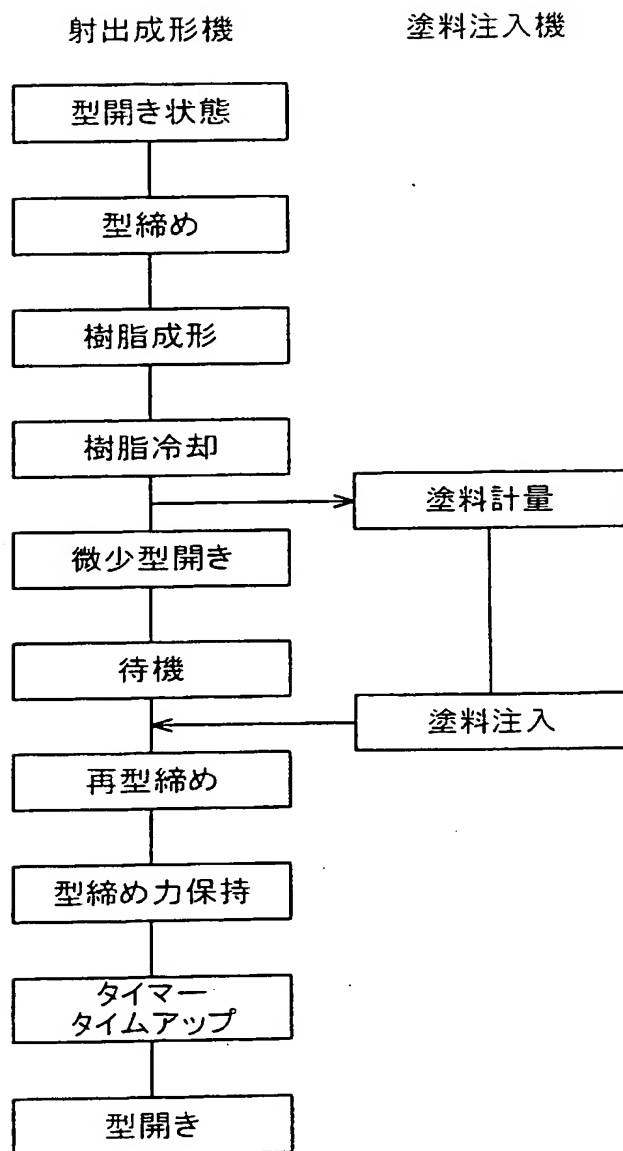 射出成形機
塗料注入機
型開き状態
型締め
樹脂成形
樹脂冷却
塗料計量
微少型開き
待機
塗料注入
再型締め
型締め力保持
タイマー
タイムアップ
型開き